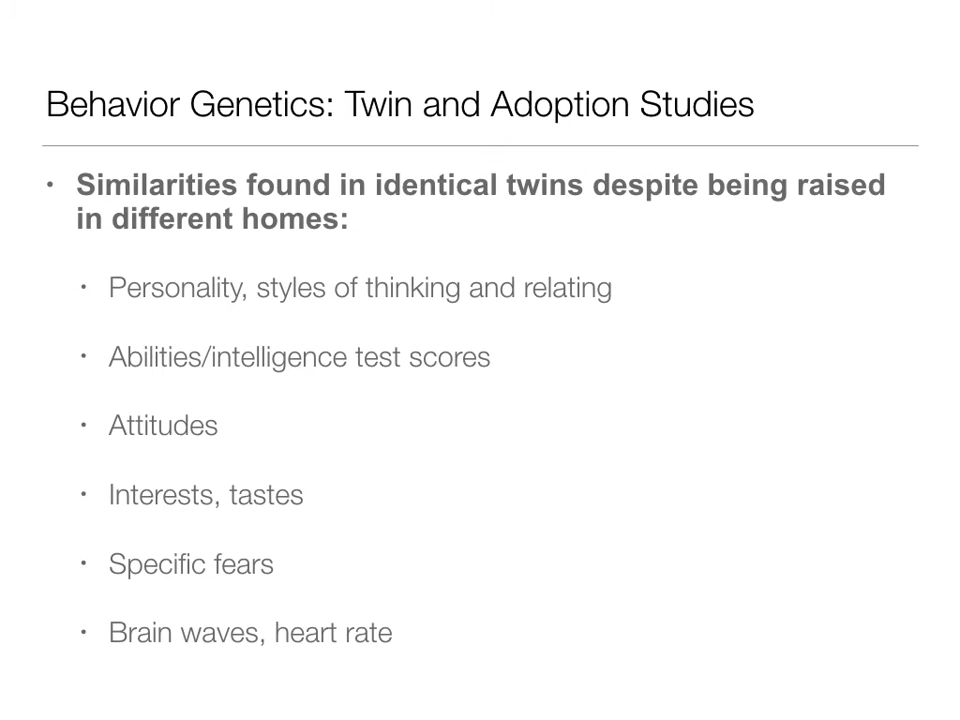 Behavior Genetics: Twin and Adoption Studies
• Similarities found in identical twins despite being raised
in different homes:
• Personality, styles of thinking and relating
• Abilities/intelligence test scores
• Attitudes
• Interests, tastes
• Specific fears
• Brain waves, heart rate